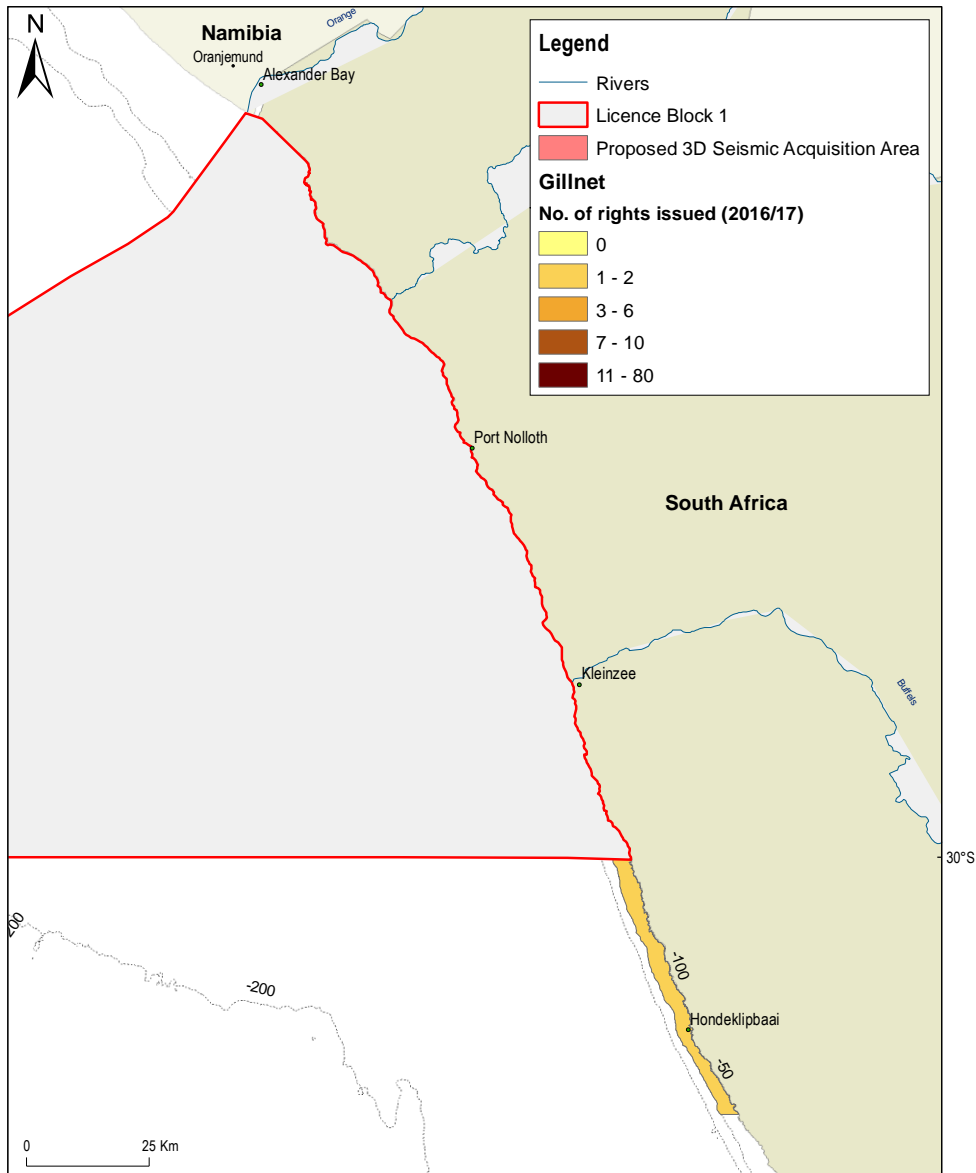 N
Orange
Namibia
Oranjemund
Alexander Bay
Legend
Rivers
Licence Block 1
Proposed 3D Seismic Acquisition Area
Gillnet
No. of rights issued (2016/17)
0
1 - 2
3 - 6
7 - 10
11 - 80
Port Nolloth
South Africa
Kleinzee
Buffels
30°S
200
-200
-100
Hondeklipbaai
-50
0 25 Km